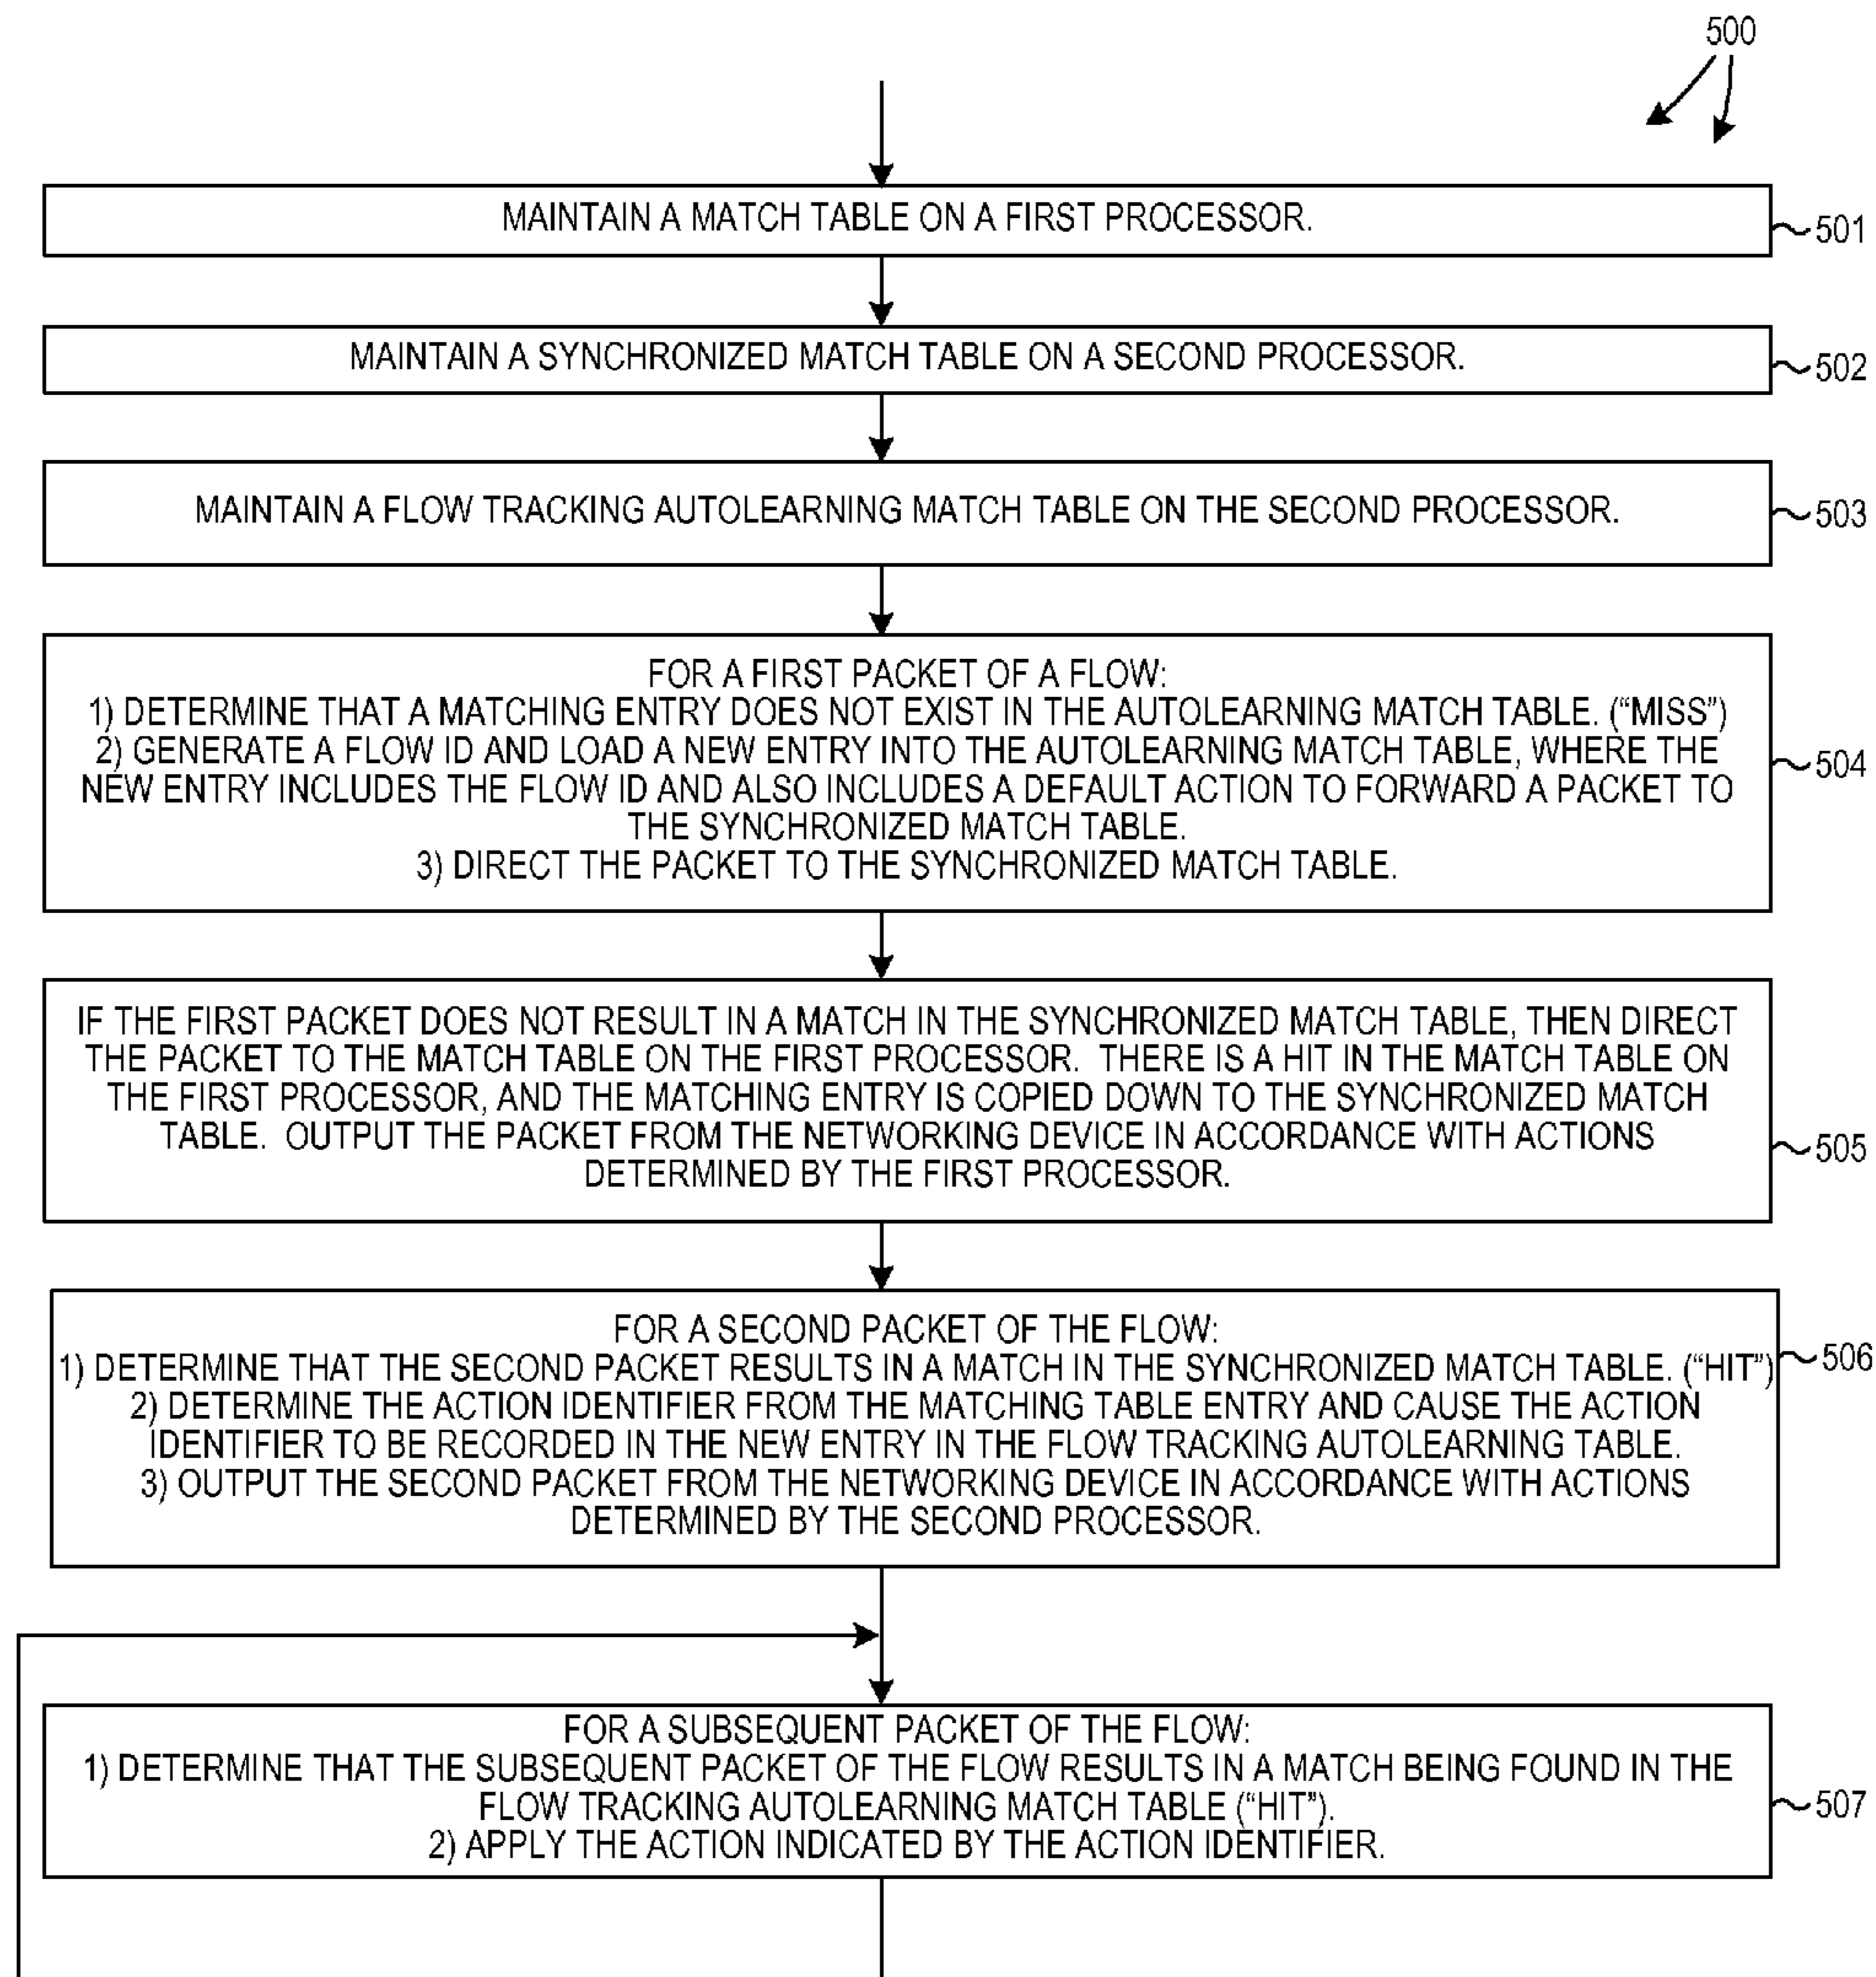 500
MAINTAIN A MATCH TABLE ON A FIRST PROCESSOR.
501
MAINTAIN A SYNCHRONIZED MATCH TABLE ON A SECOND PROCESSOR.
502
MAINTAIN A FLOW TRACKING AUTOLEARNING MATCH TABLE ON THE SECOND PROCESSOR.
503
FOR A FIRST PACKET OF A FLOW:
1) DETERMINE THAT A MATCHING ENTRY DOES NOT EXIST IN THE AUTOLEARNING MATCH TABLE. (“MISS”)
2) GENERATE A FLOW ID AND LOAD A NEW ENTRY INTO THE AUTOLEARNING MATCH TABLE, WHERE THE
NEW ENTRY INCLUDES THE FLOW ID AND ALSO INCLUDES A DEFAULT ACTION TO FORWARD A PACKET TO
THE SYNCHRONIZED MATCH TABLE.
3) DIRECT THE PACKET TO THE SYNCHRONIZED MATCH TABLE.
504
IF THE FIRST PACKET DOES NOT RESULT IN A MATCH IN THE SYNCHRONIZED MATCH TABLE, THEN DIRECT
THE PACKET TO THE MATCH TABLE ON THE FIRST PROCESSOR. THERE IS A HIT IN THE MATCH TABLE ON
THE FIRST PROCESSOR, AND THE MATCHING ENTRY IS COPIED DOWN TO THE SYNCHRONIZED MATCH
TABLE. OUTPUT THE PACKET FROM THE NETWORKING DEVICE IN ACCORDANCE WITH ACTIONS
DETERMINED BY THE FIRST PROCESSOR.
505
FOR A SECOND PACKET OF THE FLOW:
1) DETERMINE THAT THE SECOND PACKET RESULTS IN A MATCH IN THE SYNCHRONIZED MATCH TABLE. (“HIT”)
2) DETERMINE THE ACTION IDENTIFIER FROM THE MATCHING TABLE ENTRY AND CAUSE THE ACTION
IDENTIFIER TO BE RECORDED IN THE NEW ENTRY IN THE FLOW TRACKING AUTOLEARNING TABLE.
3) OUTPUT THE SECOND PACKET FROM THE NETWORKING DEVICE IN ACCORDANCE WITH ACTIONS
DETERMINED BY THE SECOND PROCESSOR.
506
FOR A SUBSEQUENT PACKET OF THE FLOW:
1) DETERMINE THAT THE SUBSEQUENT PACKET OF THE FLOW RESULTS IN A MATCH BEING FOUND IN THE
FLOW TRACKING AUTOLEARNING MATCH TABLE (“HIT”).
2) APPLY THE ACTION INDICATED BY THE ACTION IDENTIFIER.
507